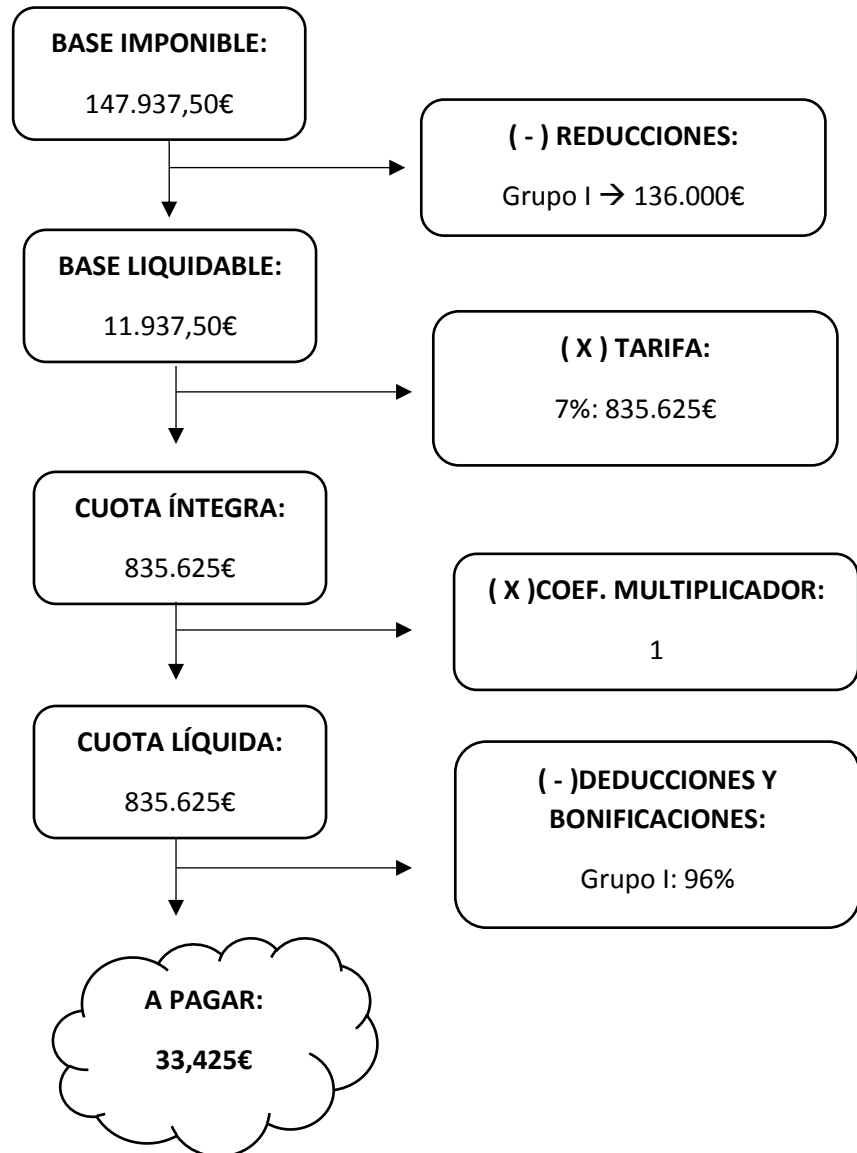 BASE IMPONIBLE:
147.937,50€
( - ) REDUCCIONES:
Grupo I → 136.000€
BASE LIQUIDABLE:
11.937,50€
( X ) TARIFA:
7%: 835.625€
CUOTA ÍNTEGRA:
835.625€
( X )COEF. MULTIPLICADOR:
1
CUOTA LÍQUIDA:
835.625€
( - )DEDUCCIONES Y
BONIFICACIONES:
Grupo I: 96%
A PAGAR:
33,425€